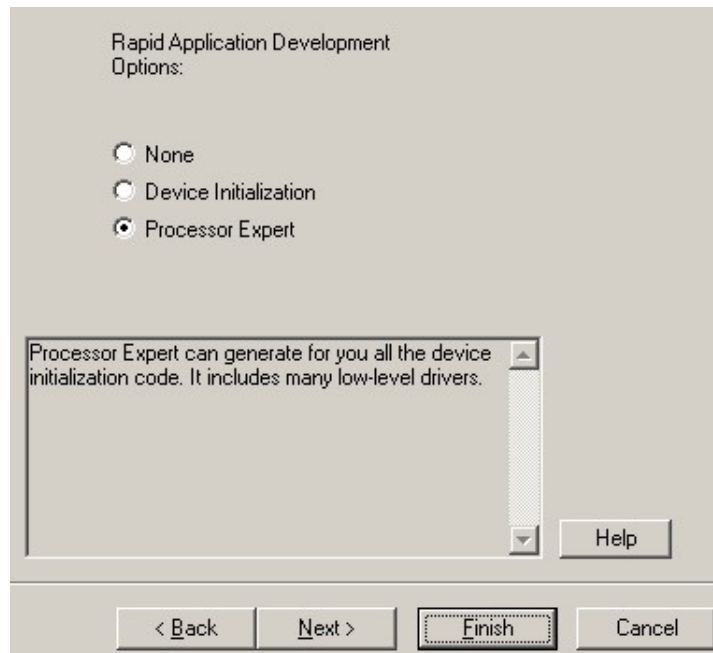 Rapid Application Development
Options:
None
Device Initialization
Processor Expert
Processor Expert can generate for you all the device
initialization code. It includes many low-level drivers.
Help
< Back Next > Finish Cancel